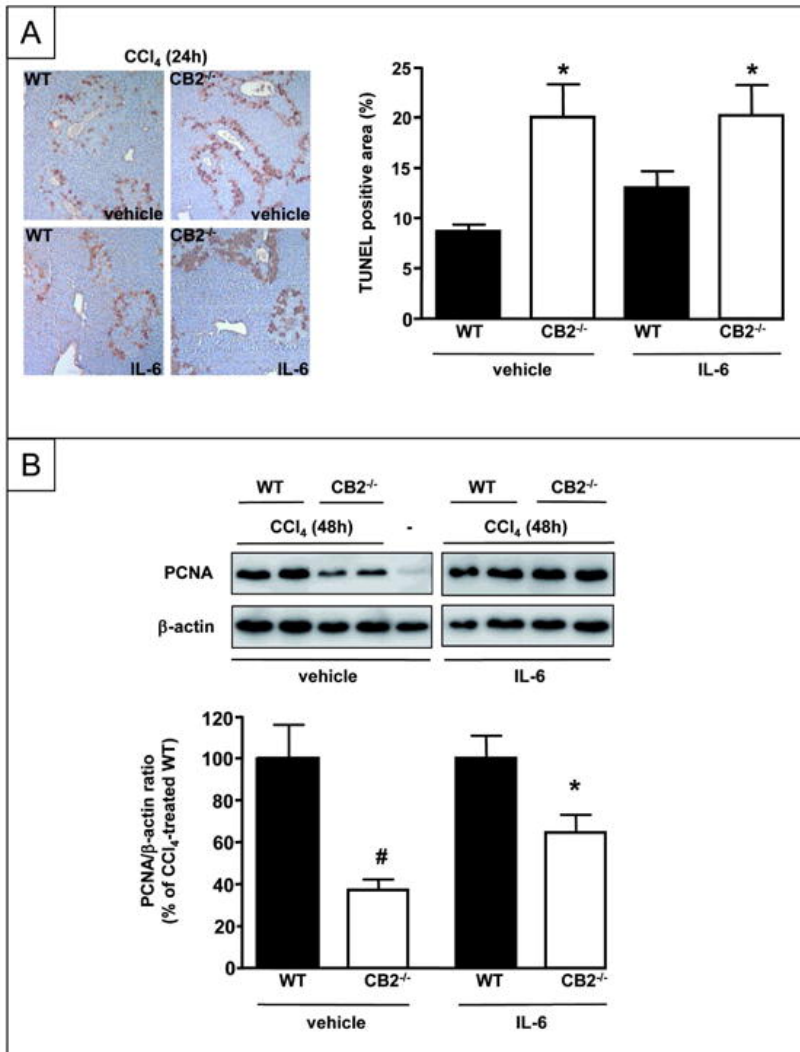 A
CCl4 (24h)
WT CB2-/-
vehicle vehicle
WT CB2-/-
IL-6 IL-6
TUNEL positive area (%)
25
20
15
10
5
0
* *
WT CB2-/- WT CB2-/-
vehicle IL-6
B
WT CB2-/- WT CB2-/-
CCl4 (48h) - CCl4 (48h)
PCNA
β-actin
vehicle IL-6
PCNA/β-actin ratio
(% of CCl4-treated WT)
120
100
80
60
40
20
0
# *
WT CB2-/- WT CB2-/-
vehicle IL-6